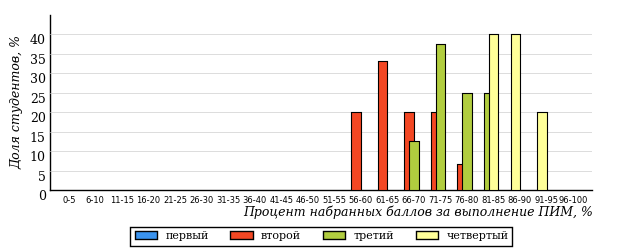 Доля студентов, %
40
35
30
25
20
15
10
5
0
0-5 6-10 11-15 16-20 21-25 26-30 31-35 36-40 41-45 46-50 51-55 56-60 61-65 66-70 71-75 76-80 81-85 86-90 91-95 96-100
Процент набранных баллов за выполнение ПИМ, %
первый второй третий четвертый